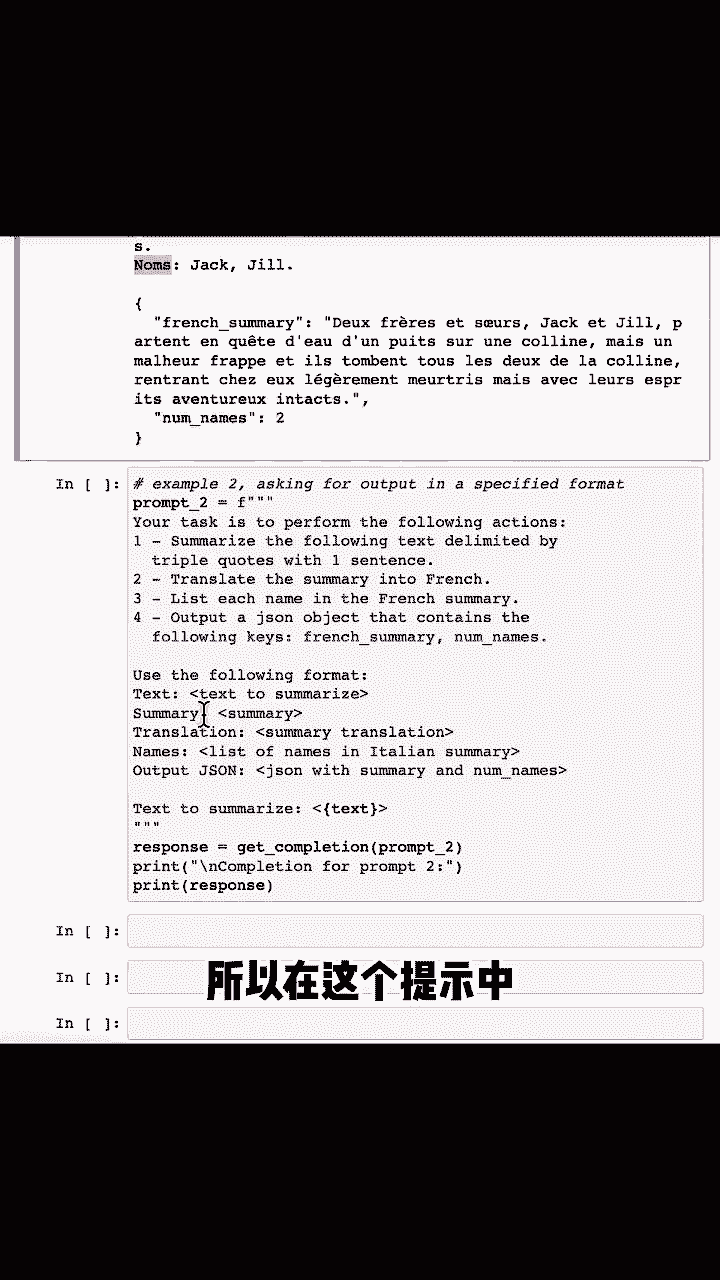 s.
Noms: Jack, Jill.
{
"french_summary": "Deux frères et sœurs, Jack et Jill, p
artent en quête d'eau d'un puits sur une colline, mais un
malheur frappe et ils tombent tous les deux de la colline,
rentrant chez eux légèrement meurtris mais avec leurs espr
its aventureux intacts.",
"num_names": 2
}
In [ ]: # example 2, asking for output in a specified format
prompt_2 = f"""
Your task is to perform the following actions:
1 - Summarize the following text delimited by
triple quotes with 1 sentence.
2 - Translate the summary into French.
3 - List each name in the French summary.
4 - Output a json object that contains the
following keys: french_summary, num_names.
Use the following format:
Text: <text to summarize>
Summary: <summary>
Translation: <summary translation>
Names: <list of names in Italian summary>
Output JSON: <json with summary and num_names>
Text to summarize: <{text}>
"""
response = get_completion(prompt_2)
print("\nCompletion for prompt 2:")
print(response)
In [ ]:
In [ ]:
所以在这个提示中
In [ ]: